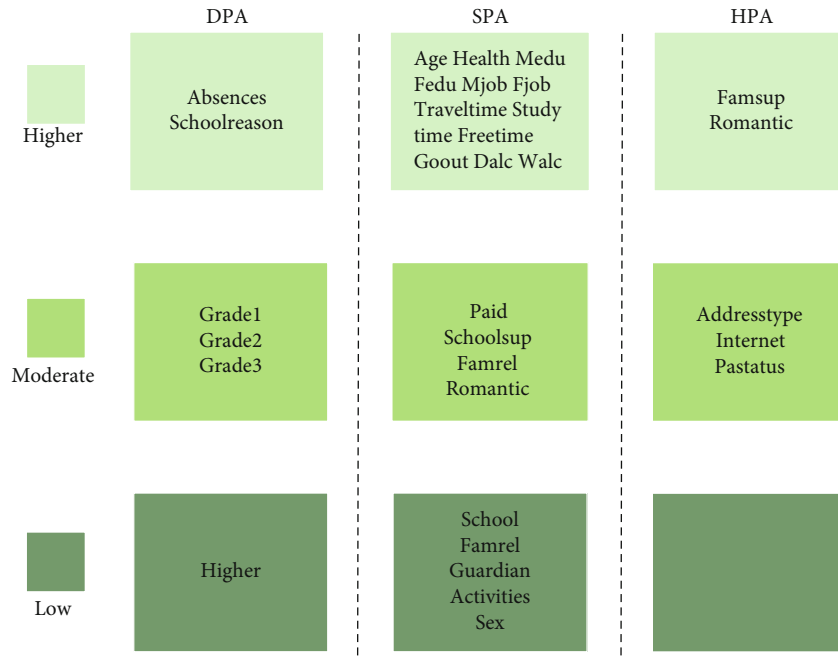 DPA
SPA
HPA
Higher
Absences
Schoolreason
Age Health Medu
Fedu Mjob Fjob
Traveltime Study
time Freetime
Goout Dalc Walc
Famsup
Romantic
Moderate
Grade1
Grade2
Grade3
Paid
Schoolsup
Famrel
Romantic
Addresstype
Internet
Pastatus
Low
Higher
School
Famrel
Guardian
Activities
Sex